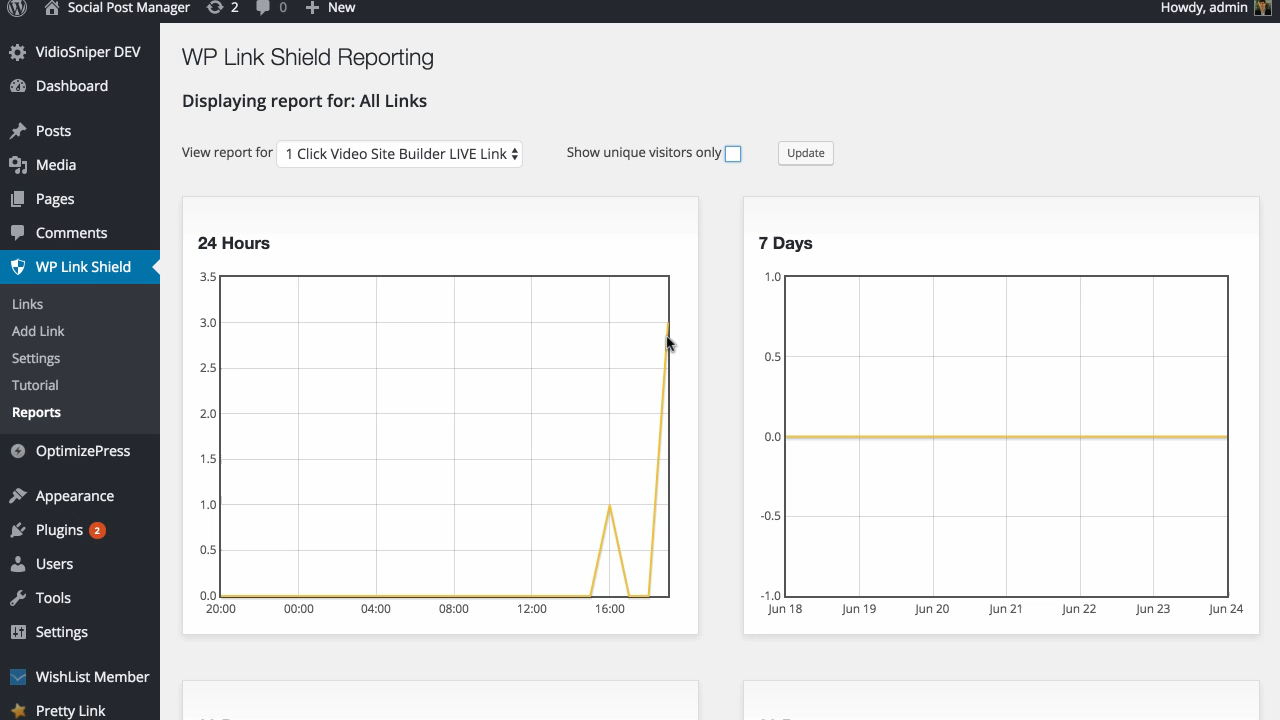 Social Post Manager 2 0 New Howdy, admin
VidioSniper DEV
Dashboard
Posts
Media
Pages
Comments
WP Link Shield
Links
Add Link
Settings
Tutorial
Reports
OptimizePress
Appearance
Plugins 2
Users
Tools
Settings
WishList Member
Pretty Link
WP Link Shield Reporting
Displaying report for: All Links
View report for 1 Click Video Site Builder LIVE Link Show unique visitors only Update
24 Hours
3.5
3.0
2.5
2.0
1.5
1.0
0.5
0.0
20:00 00:00 04:00 08:00 12:00 16:00
7 Days
1.0
0.5
0.0
-0.5
-1.0
Jun 18 Jun 19 Jun 20 Jun 21 Jun 22 Jun 23 Jun 24